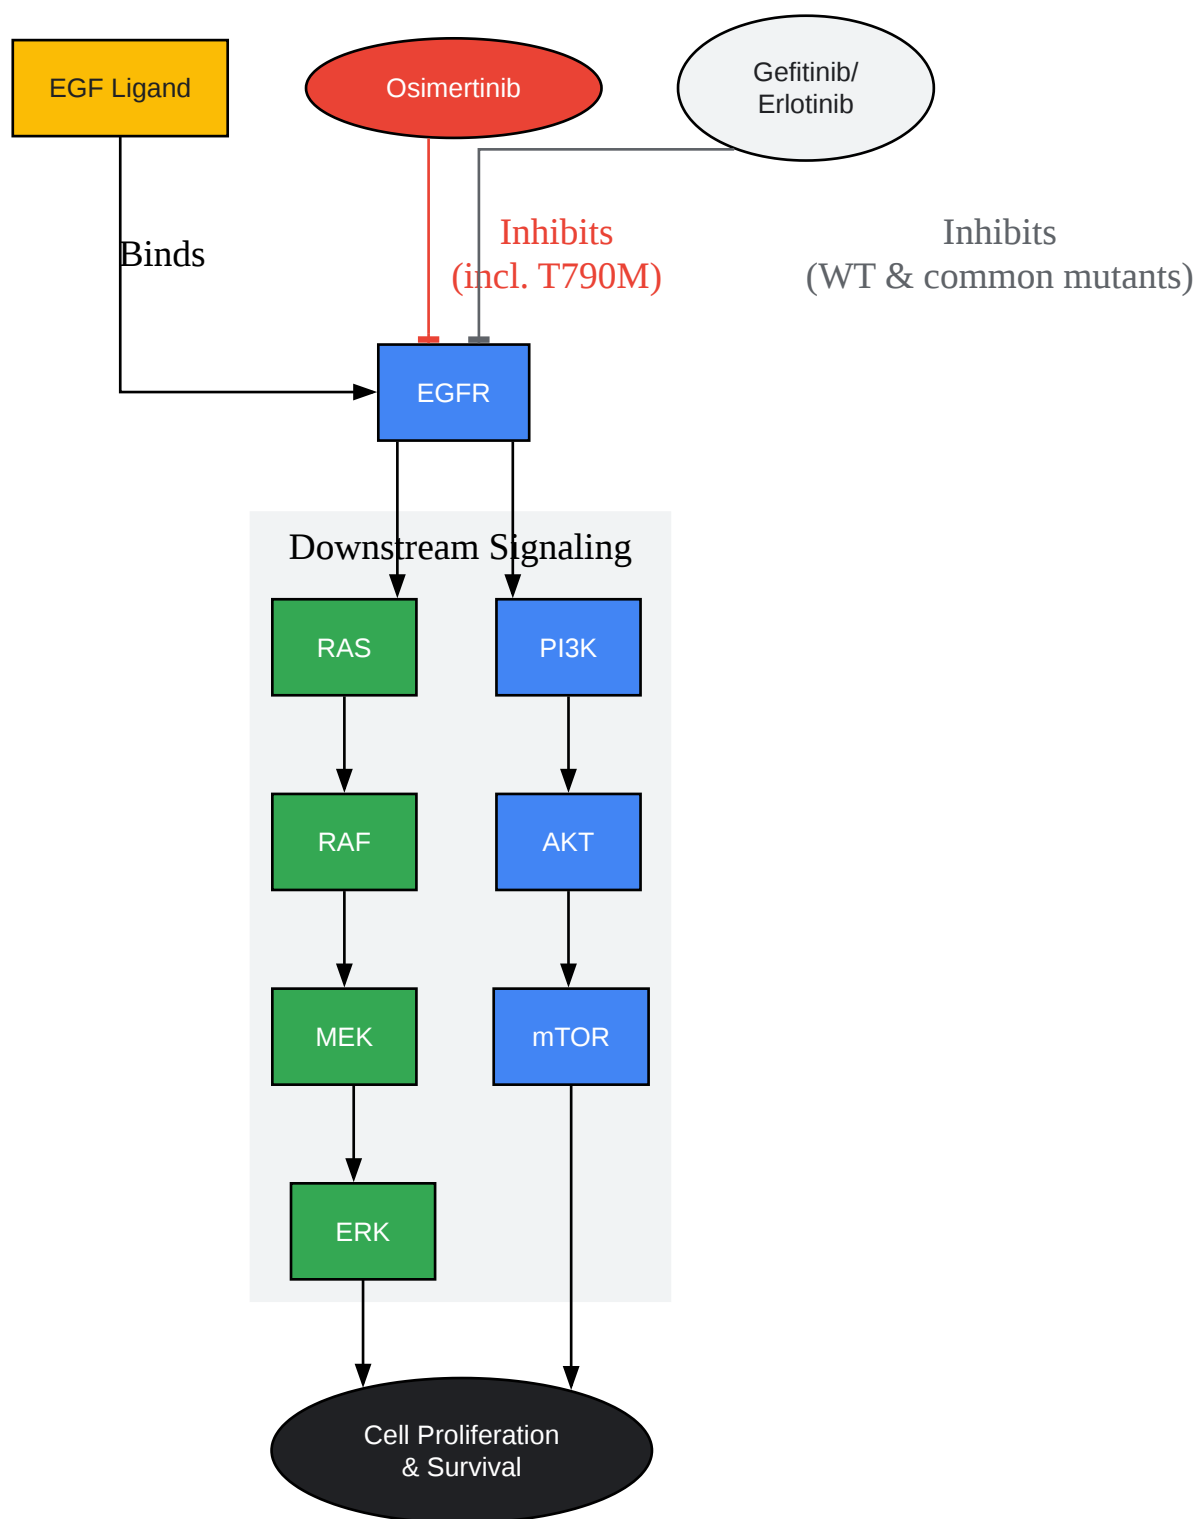 EGF Ligand
Osimertinib
Gefitinib/
Erlotinib
Binds
Inhibits
(incl. T790M)
Inhibits
(WT & common mutants)
EGFR
Downstream Signaling
RAS
PI3K
RAF
AKT
MEK
mTOR
ERK
Cell Proliferation
& Survival